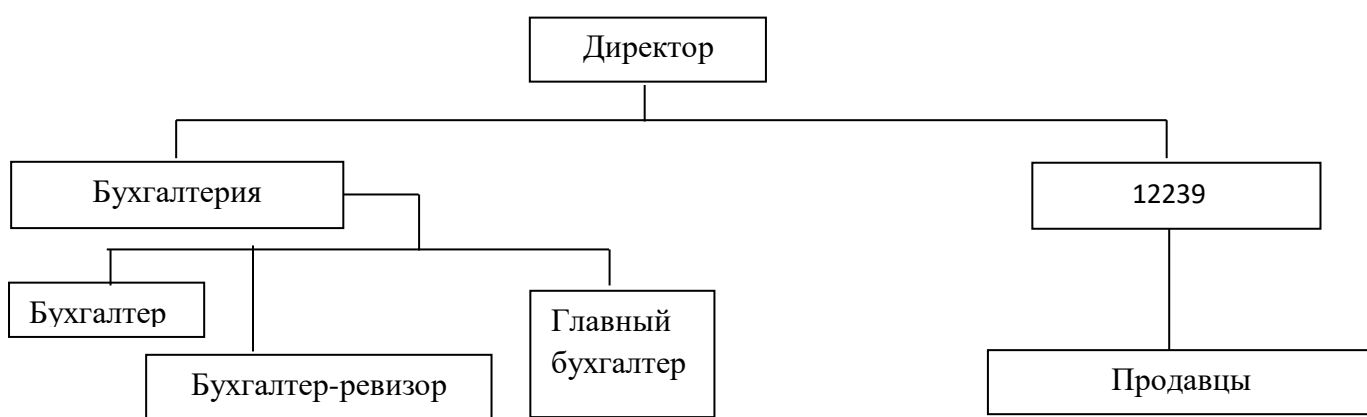 Директор
Бухгалтерия
12239
Бухгалтер
Главный
бухгалтер
Бухгалтер-ревизор
Продавцы